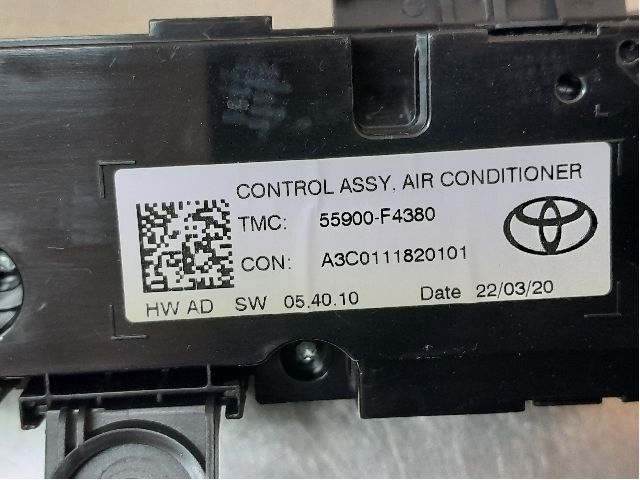 CONTROL ASSY, AIR CONDITIONER
TMC: 55900-F4380
CON: A3C0111820101
HW AD SW 05.40.10 Date 22/03/20